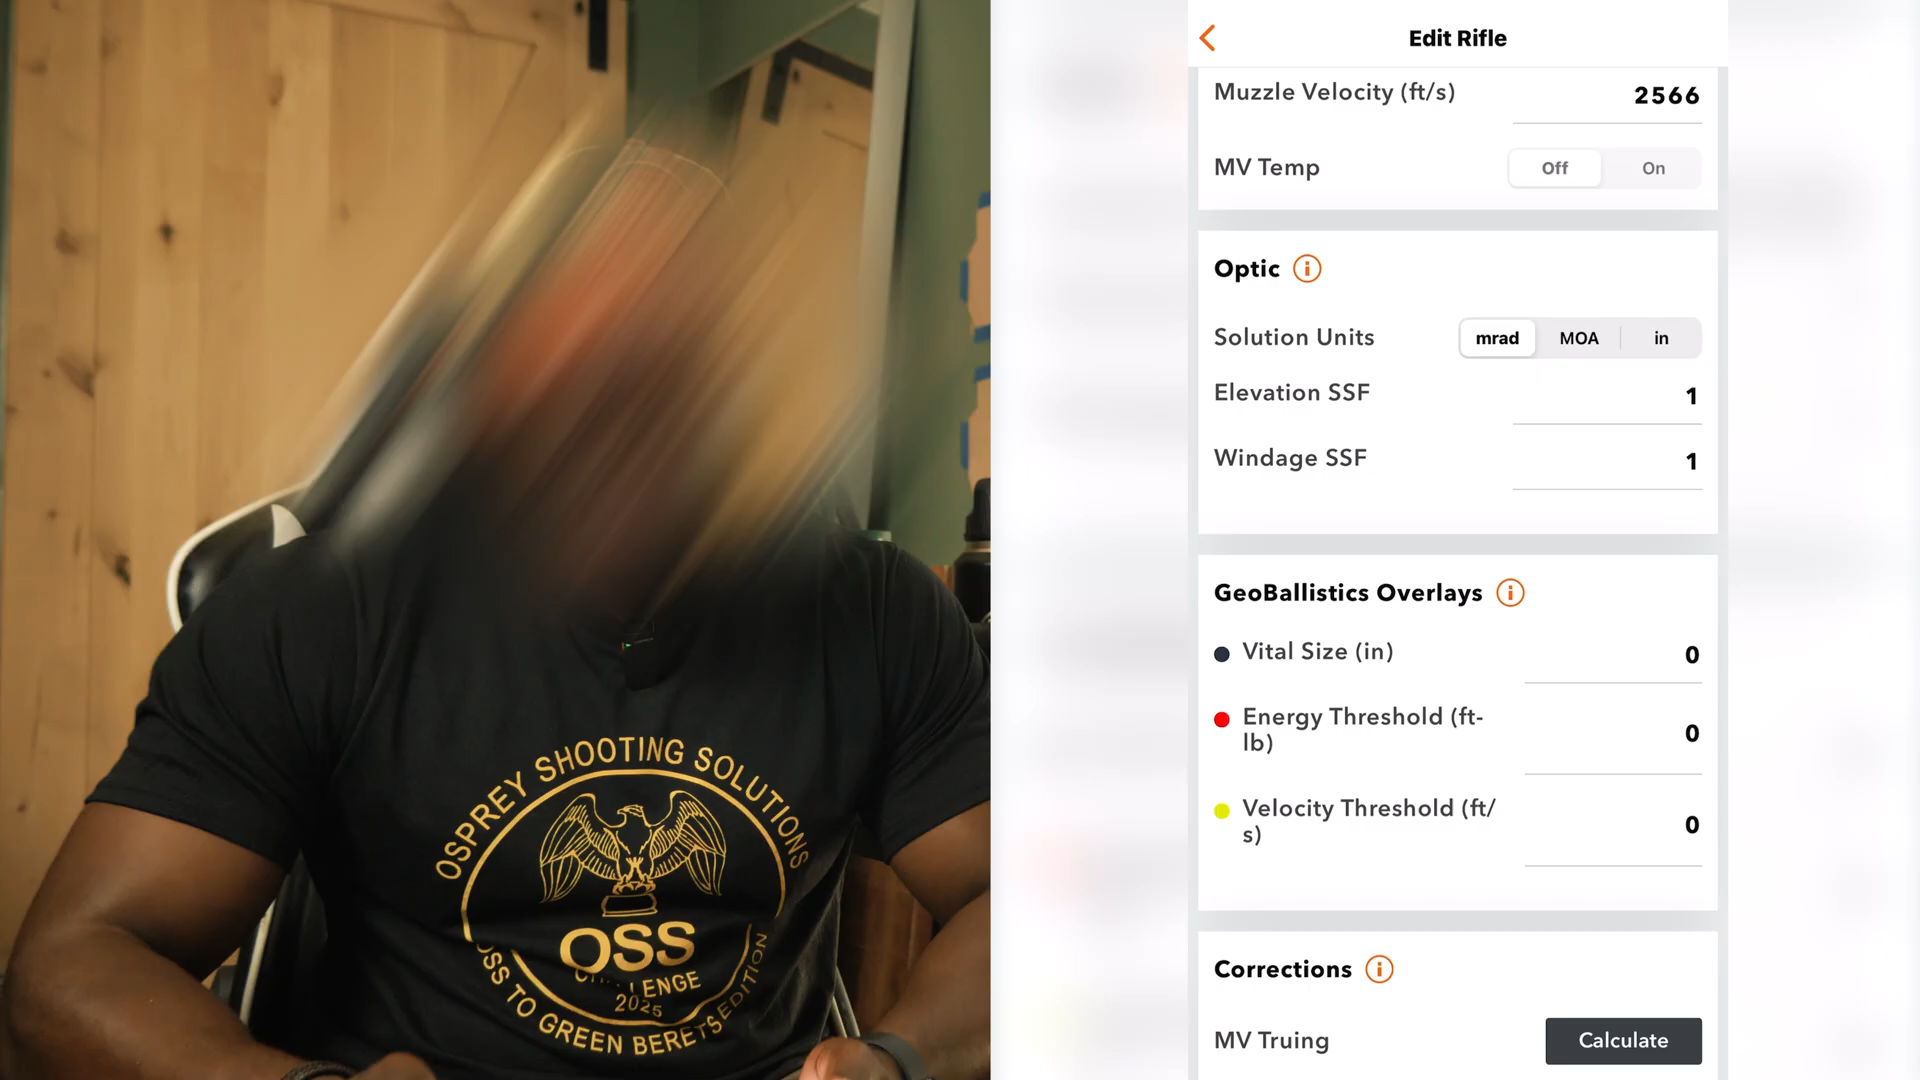 OSPREY SHOOTING SOLUTIONS
OSS
CHALLENGE
2025
OSS TO GREEN BERETS EDITION
Edit Rifle
Muzzle Velocity (ft/s) 2566
MV Temp Off On
Optic i
Solution Units mrad MOA in
Elevation SSF 1
Windage SSF 1
GeoBallistics Overlays i
Vital Size (in) 0
Energy Threshold (ft-
lb) 0
Velocity Threshold (ft/
s) 0
Corrections i
MV Truing Calculate